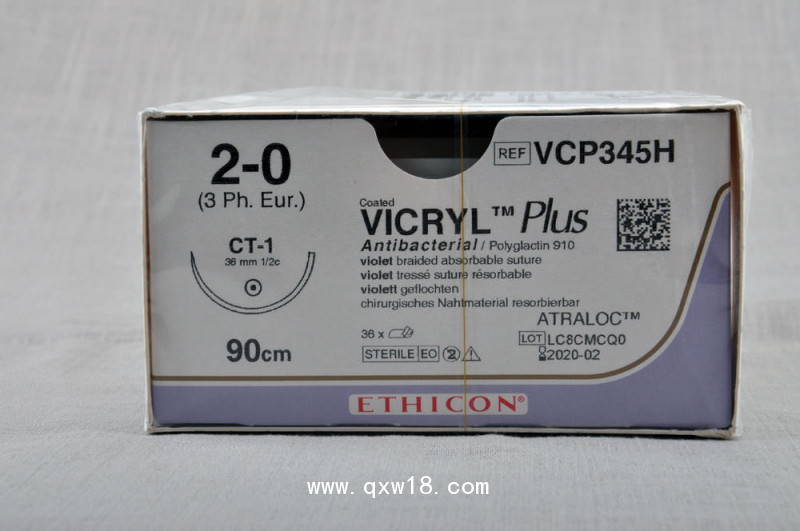 2-0
(3 Ph. Eur.)
CT-1
36 mm 1/2c
90cm
REF VCP345H
Coated
VICRYL™ Plus
Antibacterial / Polyglactin 910
violet braided absorbable suture
violet tressé suture résorbable
violett geflochten
chirurgisches Nahtmaterial resorbierbar
ATRALOC™
36 x
LOT LC8CMCQ0
STERILE EO 2
2020-02
ETHICON®
www.qxw18.com